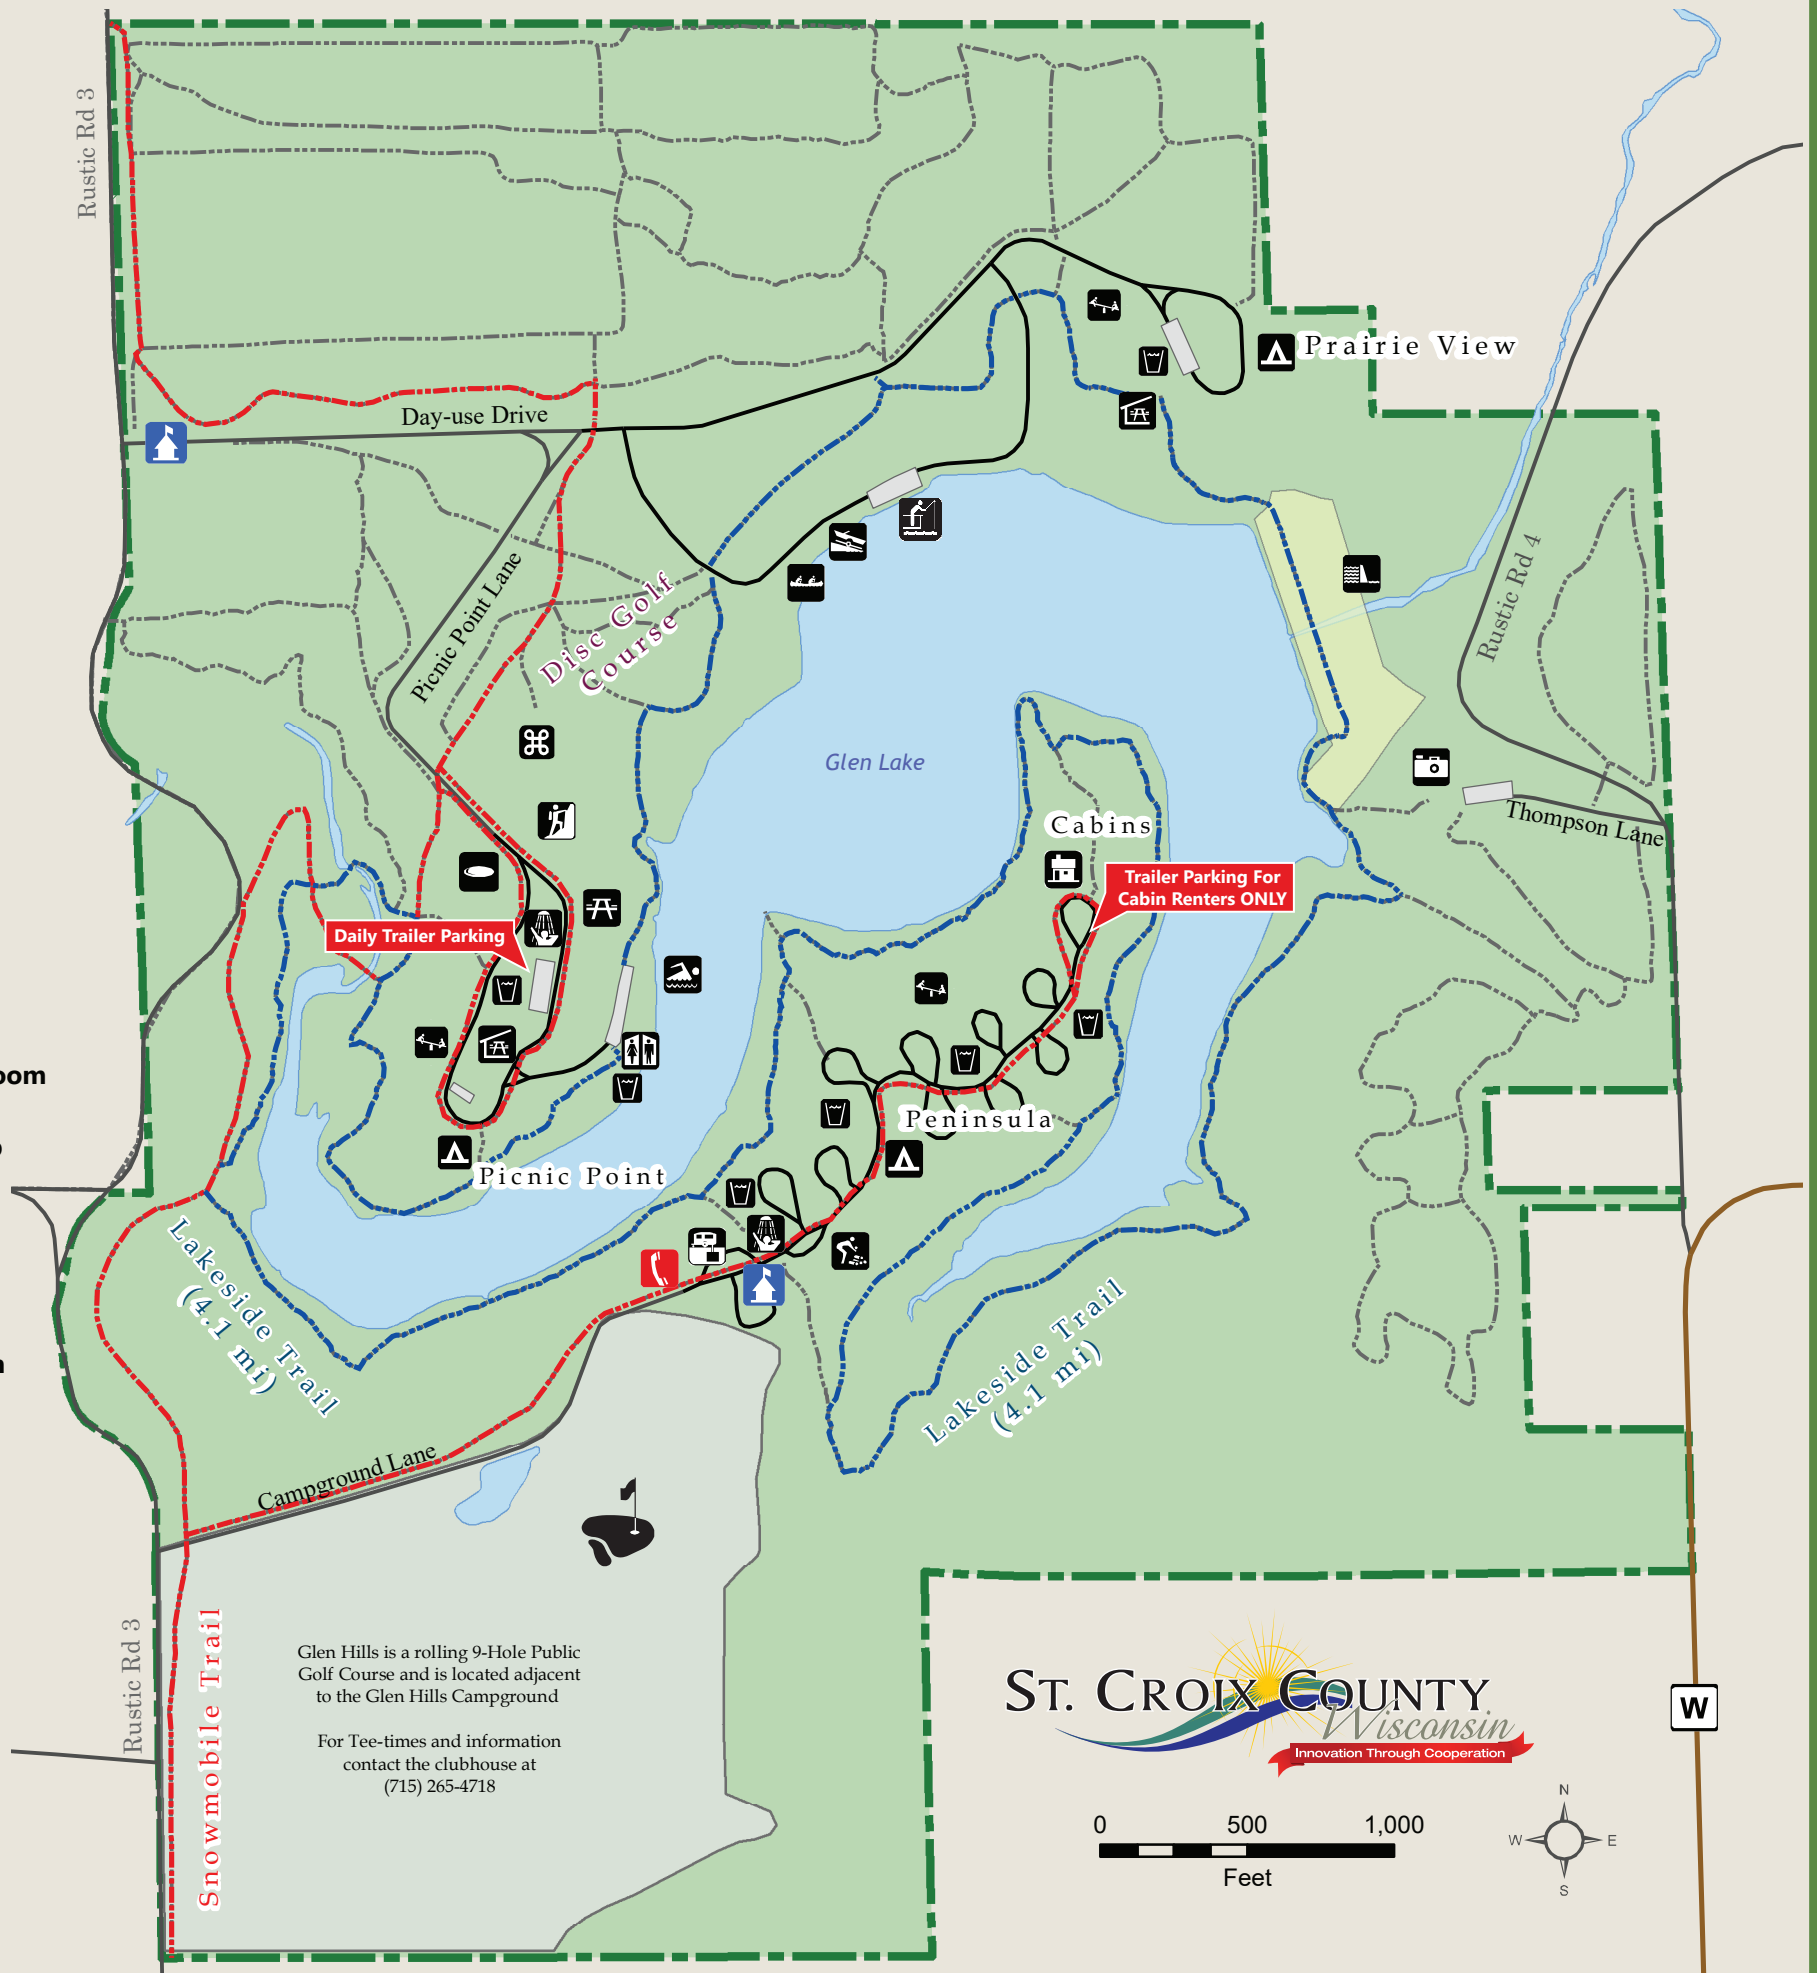 Rustic Rd 3
Prairie View
Day-use Drive
Picnic Point Lane
Disc Golf
Course
Rustic Rd 4
Glen Lake
Cabins
Thompson Lane
Trailer Parking For
Cabin Renters ONLY
Daily Trailer Parking
Peninsula
Picnic Point
Lakeside Trail
(4.1 mi)
Lakeside Trail
(4.1 mi)
Campground Lane
Rustic Rd 3
Snowmobile Trail
Glen Hills is a rolling 9-Hole Public
Golf Course and is located adjacent
to the Glen Hills Campground
For Tee-times and information
contact the clubhouse at
(715) 265-4718
ST. CROIX COUNTY
Wisconsin
Innovation Through Cooperation
W
N
W E
S
0 500 1,000
Feet